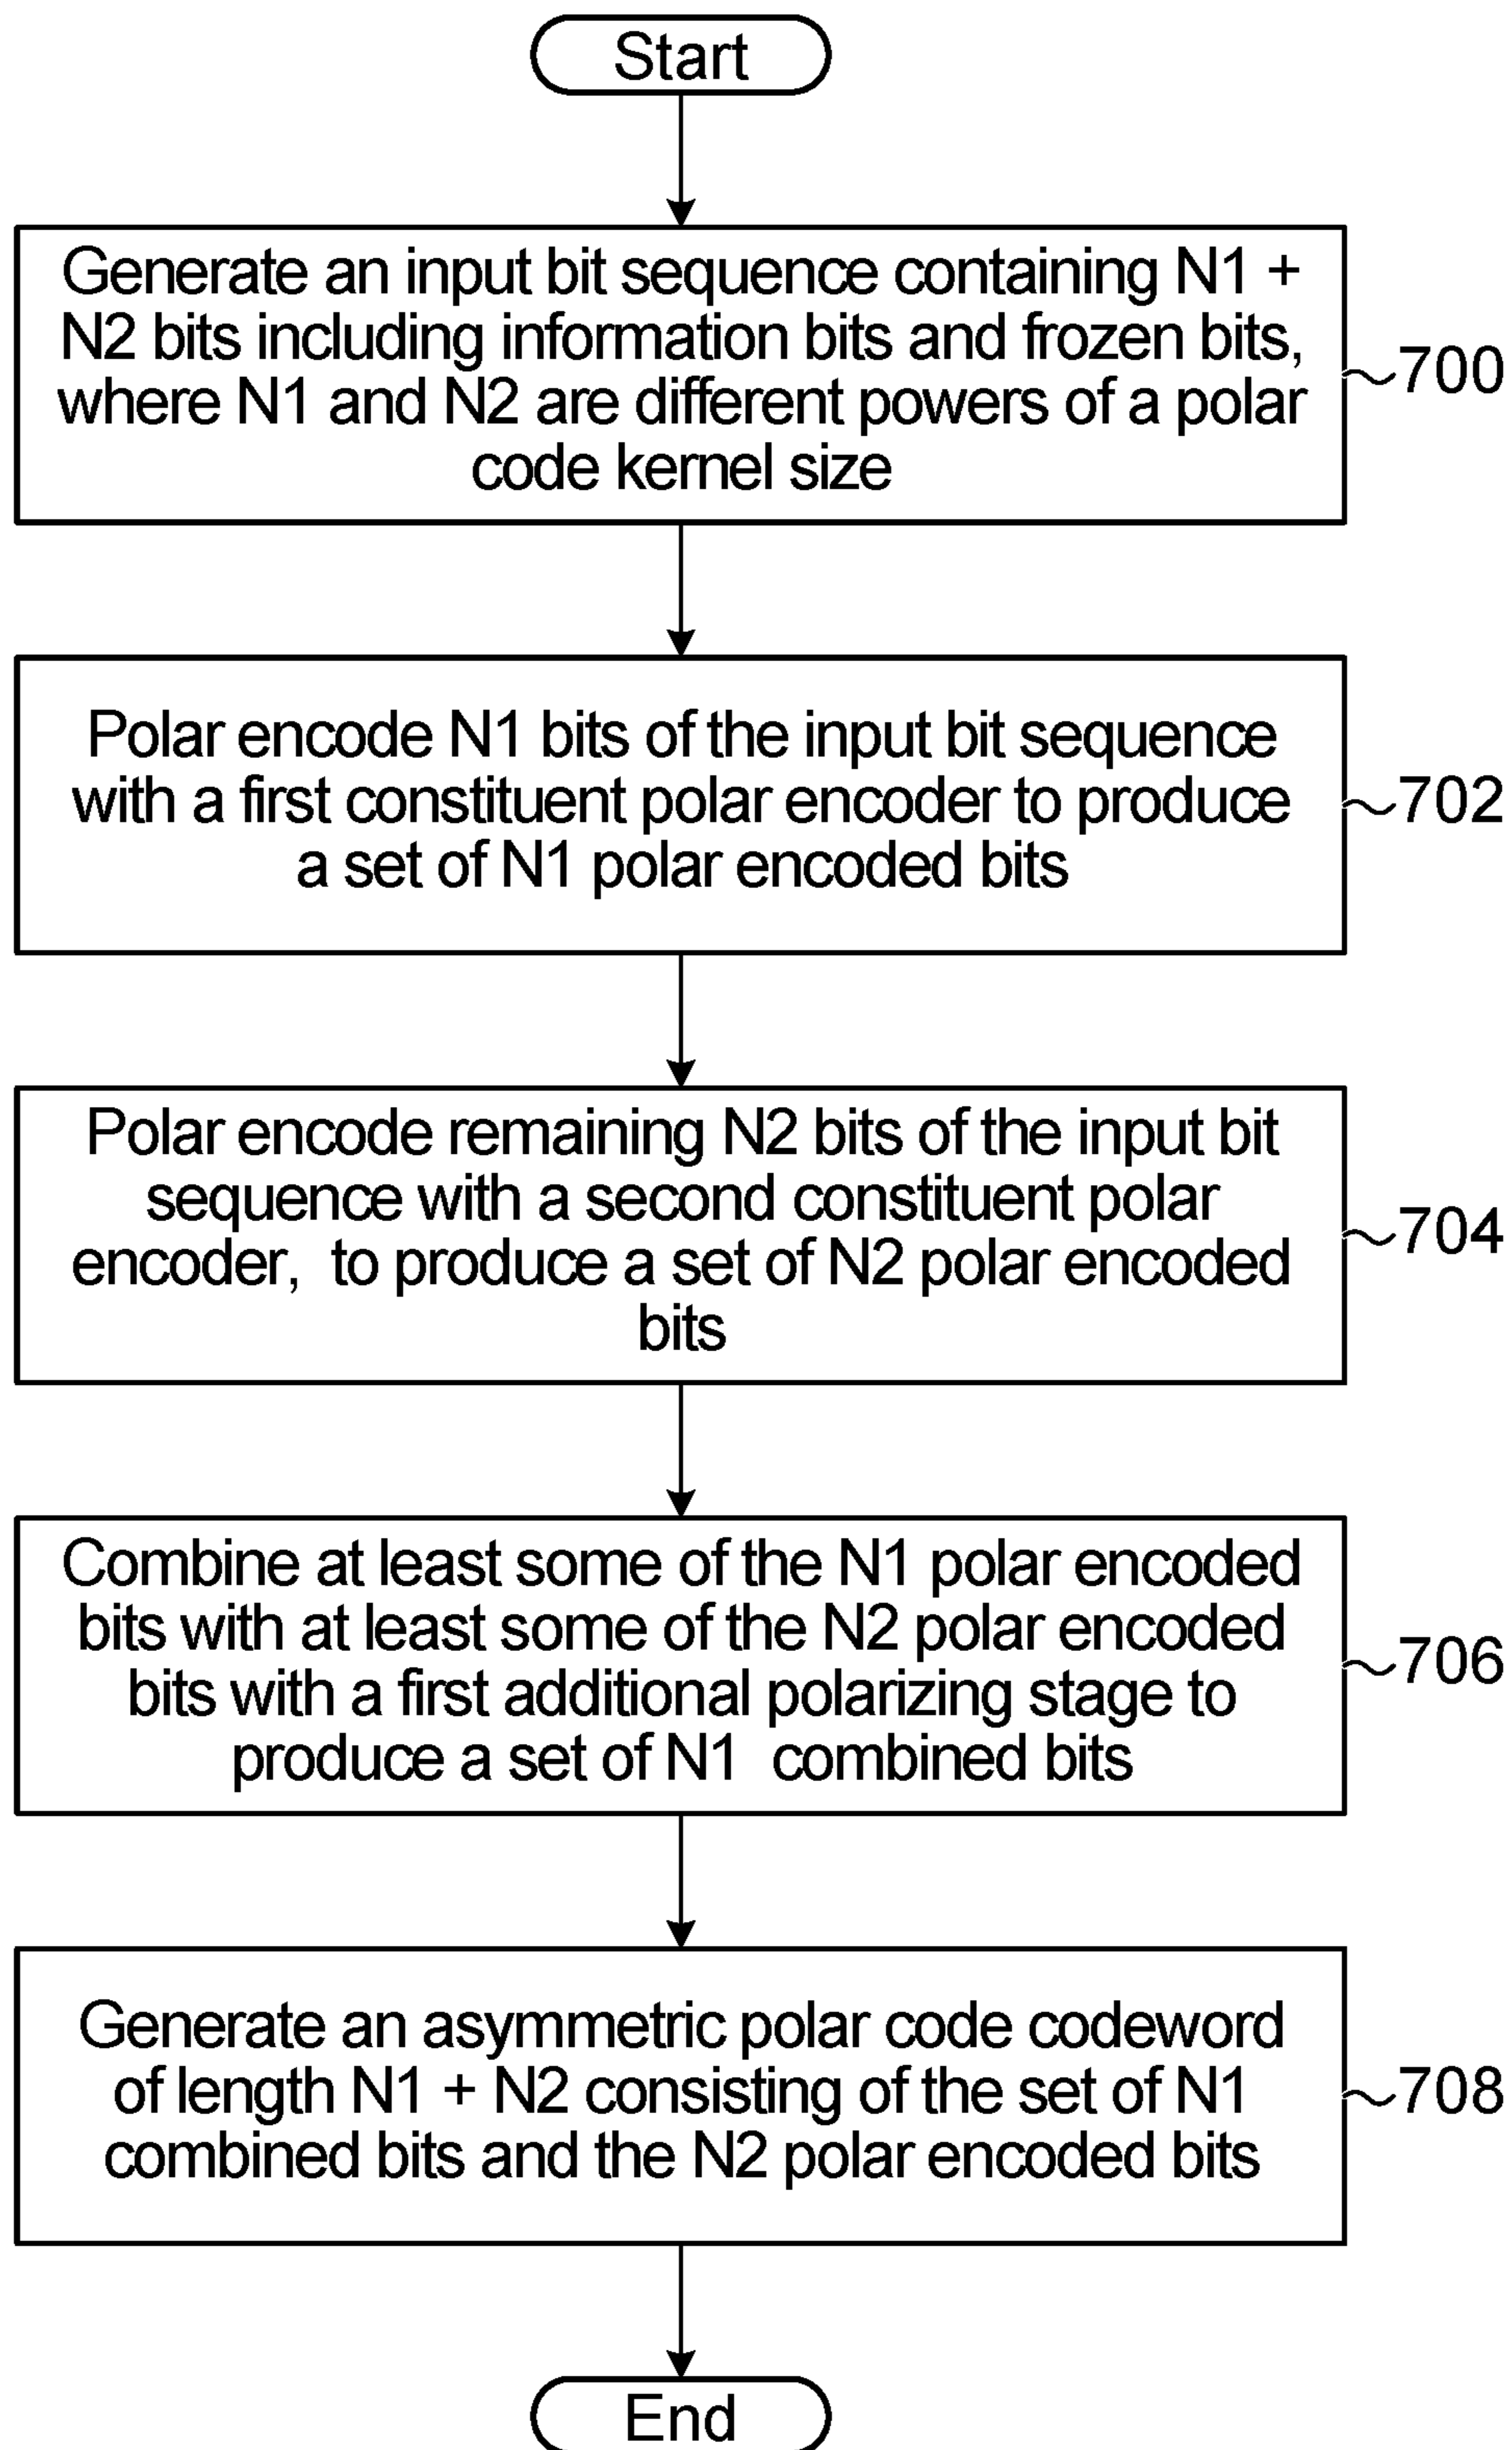 Start
Generate an input bit sequence containing N1 +
N2 bits including information bits and frozen bits,
where N1 and N2 are different powers of a polar
code kernel size
700
Polar encode N1 bits of the input bit sequence
with a first constituent polar encoder to produce
a set of N1 polar encoded bits
702
Polar encode remaining N2 bits of the input bit
sequence with a second constituent polar
encoder, to produce a set of N2 polar encoded
bits
704
Combine at least some of the N1 polar encoded
bits with at least some of the N2 polar encoded
bits with a first additional polarizing stage to
produce a set of N1 combined bits
706
Generate an asymmetric polar code codeword
of length N1 + N2 consisting of the set of N1
combined bits and the N2 polar encoded bits
708
End